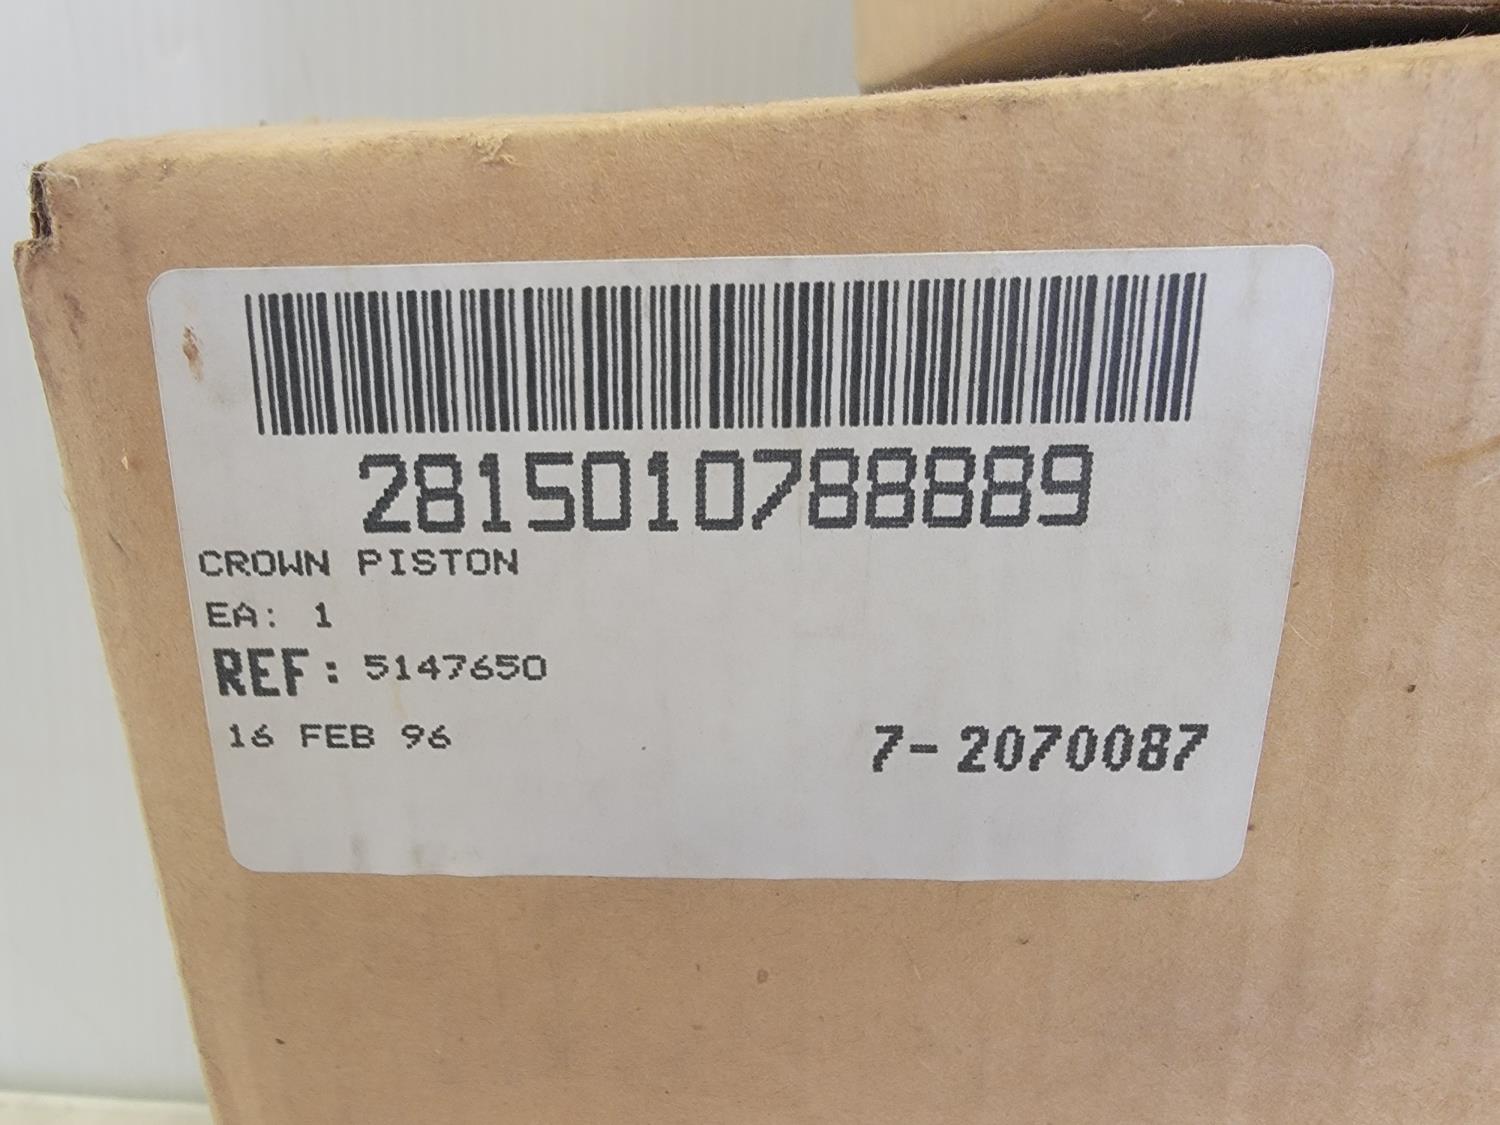 2815010788889
CROWN PISTON
EA: 1
REF: 5147650
16 FEB 96
7-2070087